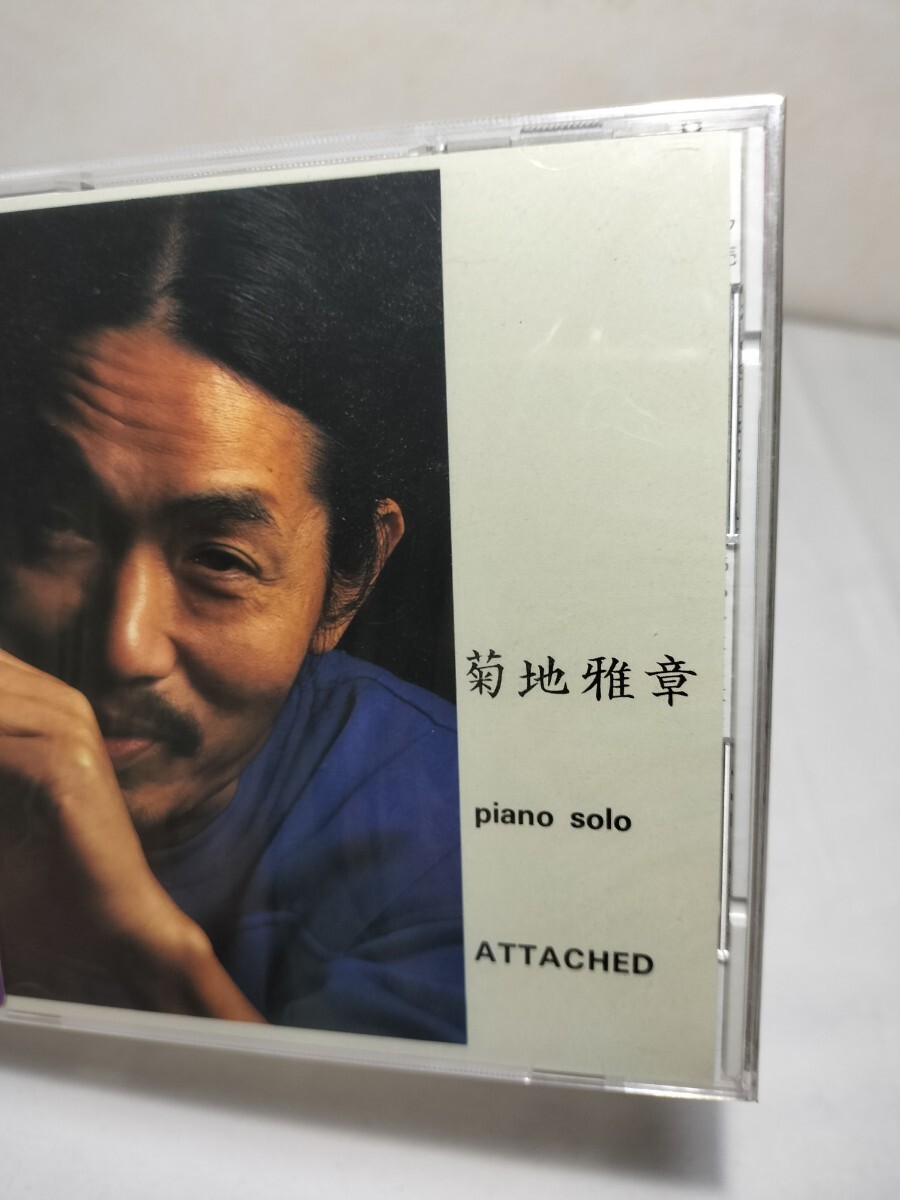 菊地雅章
piano solo
ATTACHED